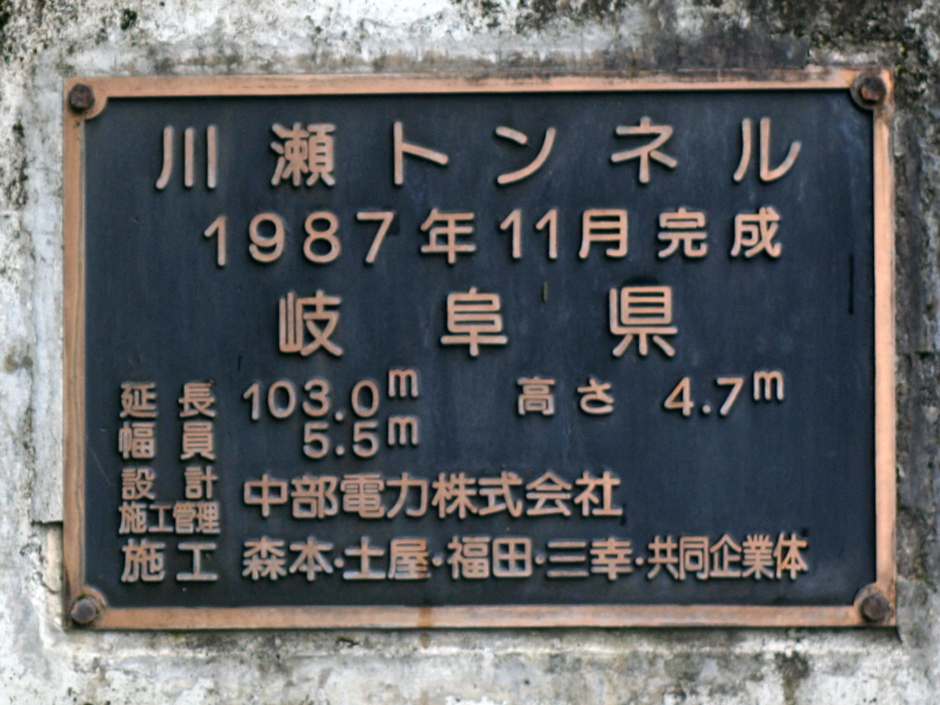 川瀬トンネル
1987年11月完成
岐阜県
延長 103.0m 高さ 4.7m
幅員 5.5m
設計
施工管理 中部電力株式会社
施工 森本・土屋・福田・三幸・共同企業体